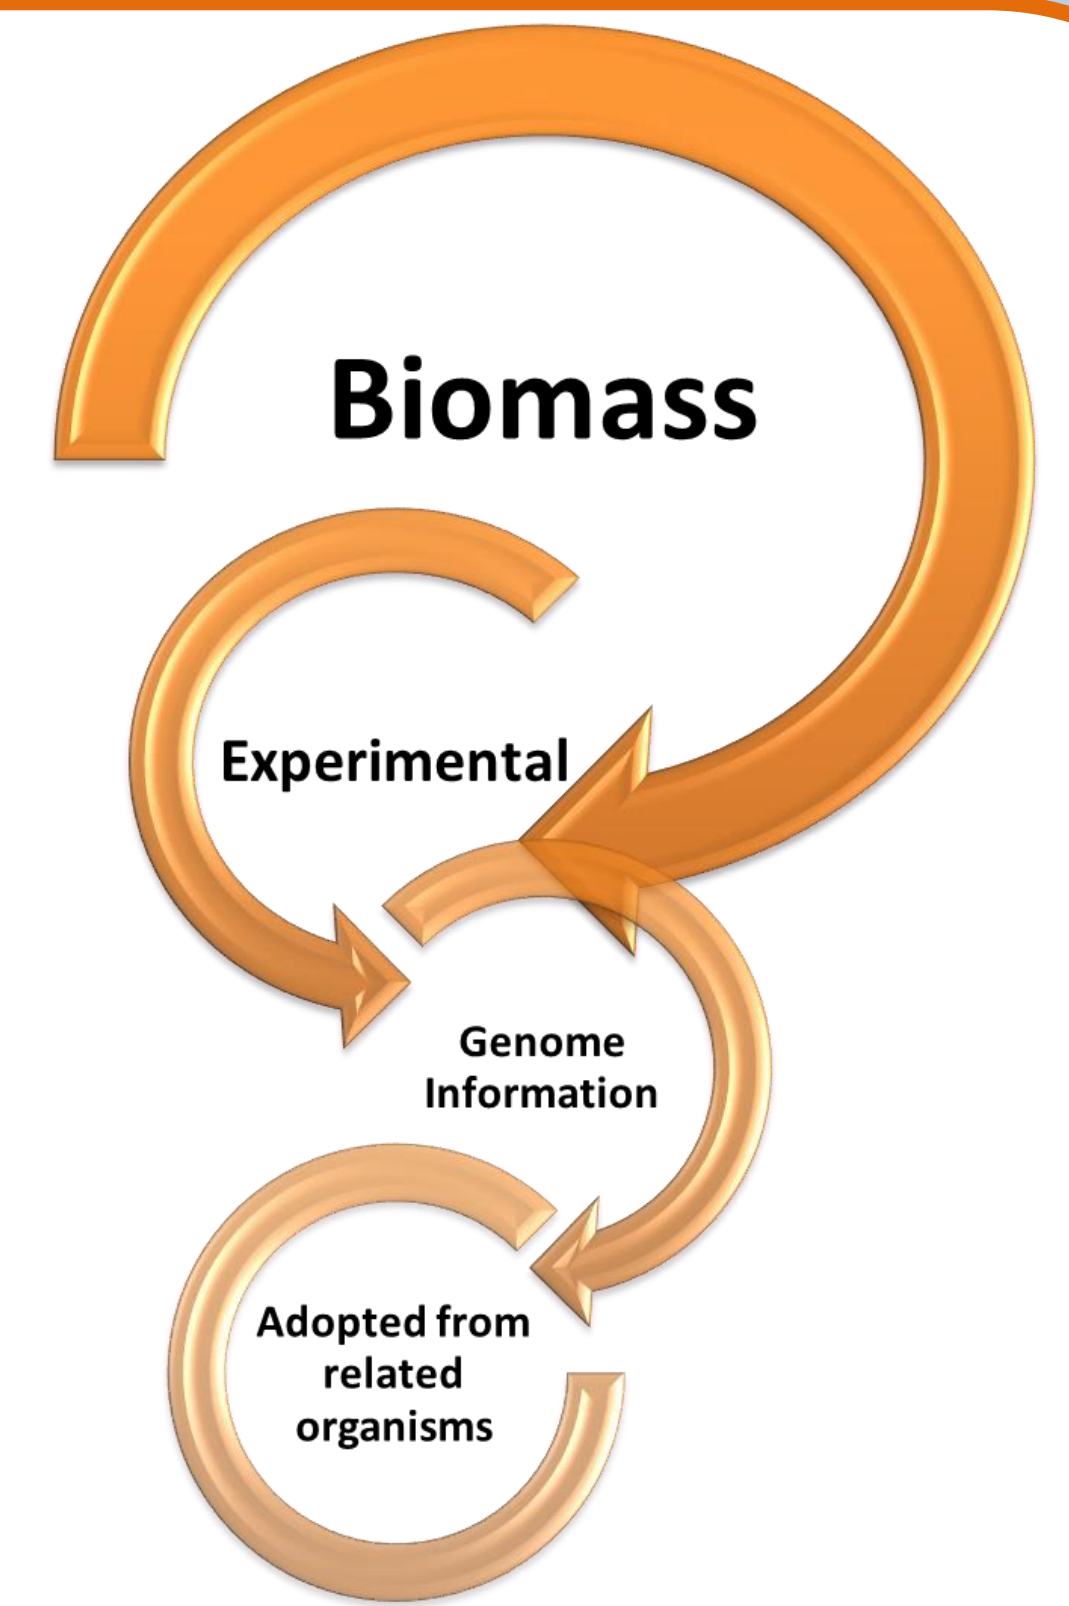 Biomass
Experimental
Genome
Information
Adopted from
related
organisms